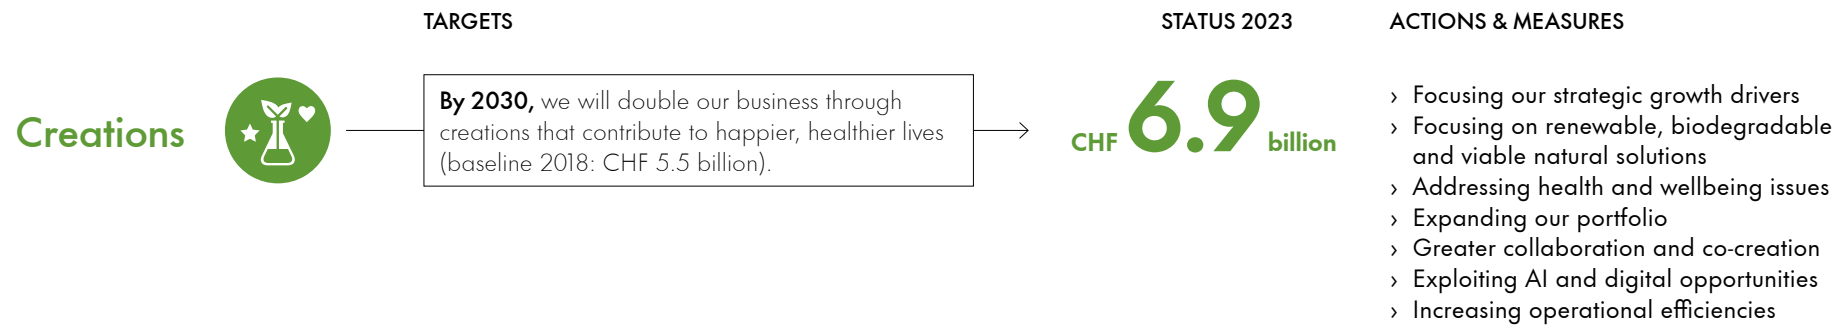 TARGETS
STATUS 2023
ACTIONS & MEASURES
Creations
By 2030, we will double our business through
creations that contribute to happier, healthier lives
(baseline 2018: CHF 5.5 billion).
CHF 6.9 billion
› Focusing our strategic growth drivers
› Focusing on renewable, biodegradable
and viable natural solutions
› Addressing health and wellbeing issues
› Expanding our portfolio
› Greater collaboration and co-creation
› Exploiting AI and digital opportunities
› Increasing operational efficiencies